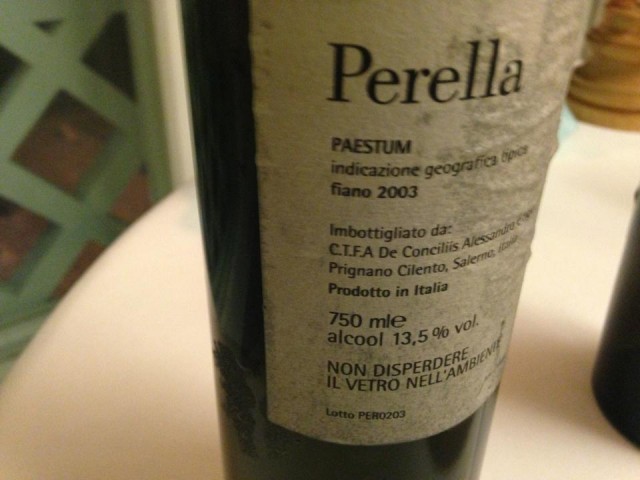 Perella
PAESTUM
indicazione geografica tipica
fiano 2003
Imbottigliato da:
C.T.F.A De Conciliis Alessandro
Prignano Cilento, Salerno, Italia
Prodotto in Italia
750 ml℮
alcool 13,5% vol.
NON DISPERDERE
IL VETRO NELL'AMBIENTE
Lotto PER0203